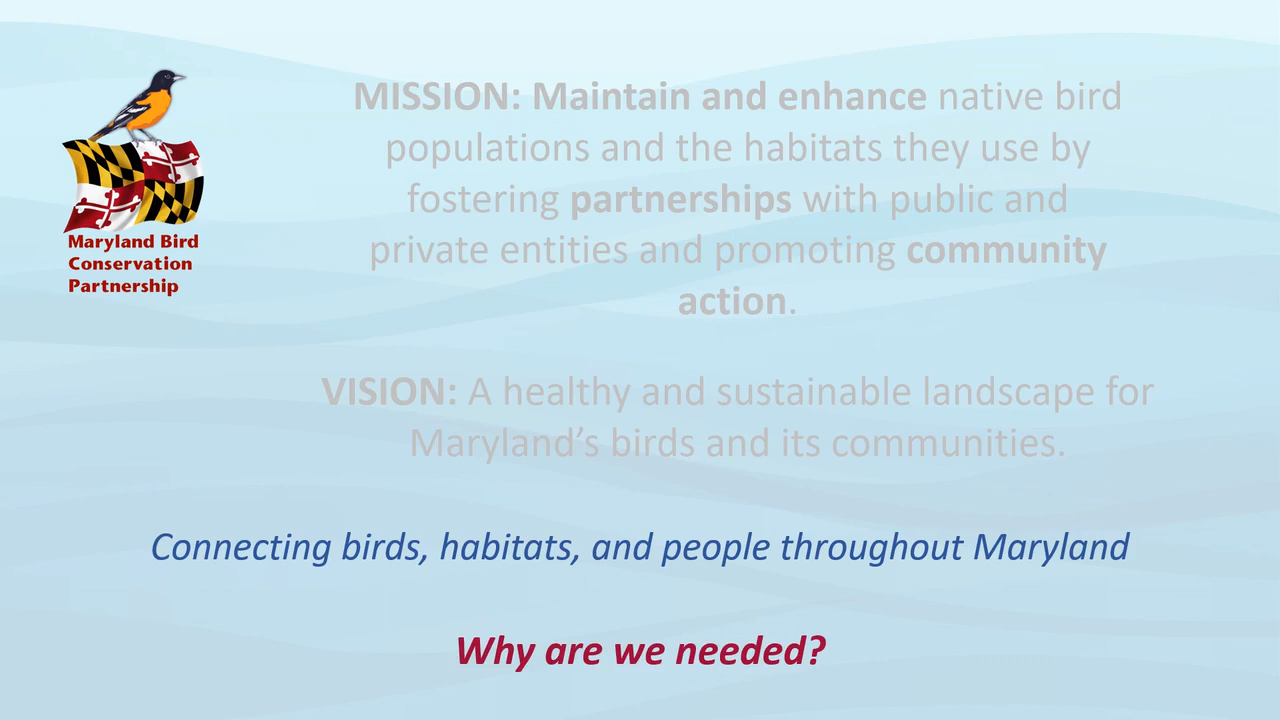 Maryland Bird
Conservation
Partnership
MISSION: Maintain and enhance native bird
populations and the habitats they use by
fostering partnerships with public and
private entities and promoting community
action.
VISION: A healthy and sustainable landscape for
Maryland’s birds and its communities.
Connecting birds, habitats, and people throughout Maryland
Why are we needed?